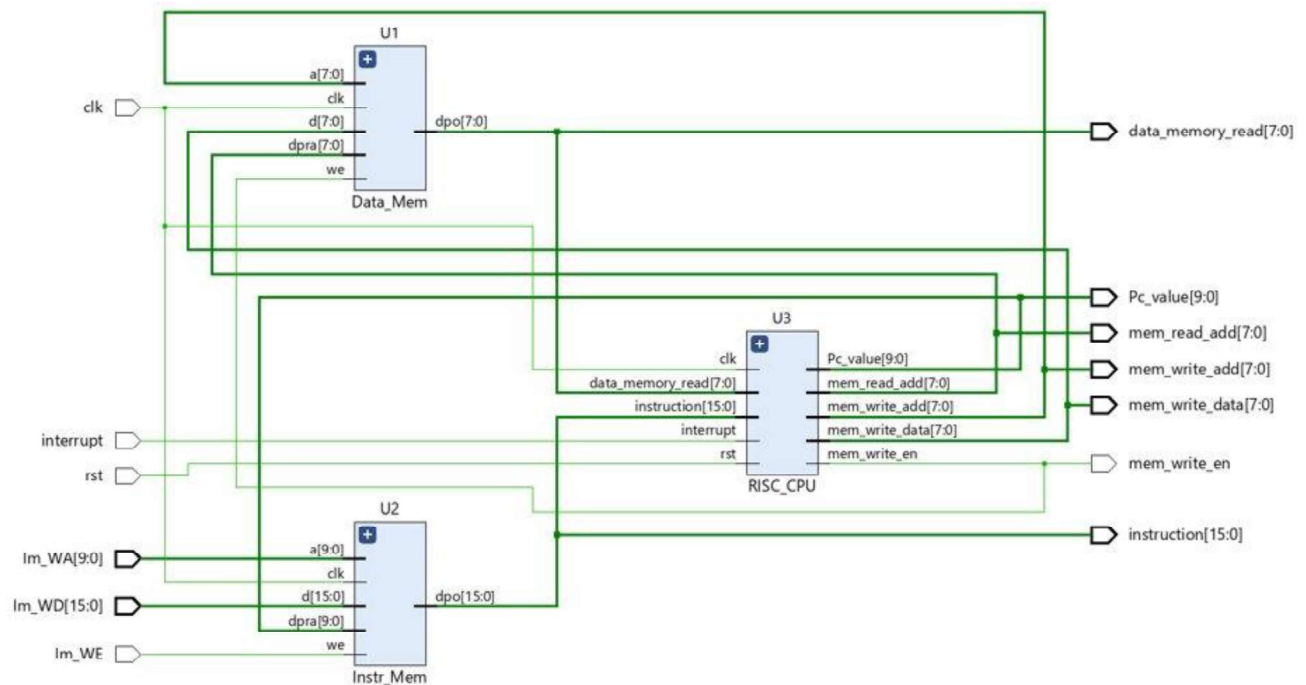 U1
a[7:0]
clk
d[7:0]
dpra[7:0]
we
dpo[7:0]
Data_Mem
clk
data_memory_read[7:0]
Pc_value[9:0]
mem_read_add[7:0]
mem_write_add[7:0]
mem_write_data[7:0]
mem_write_en
instruction[15:0]
U3
clk
data_memory_read[7:0]
instruction[15:0]
interrupt
rst
Pc_value[9:0]
mem_read_add[7:0]
mem_write_add[7:0]
mem_write_data[7:0]
mem_write_en
RISC_CPU
interrupt
rst
U2
a[9:0]
clk
d[15:0]
dpra[9:0]
we
dpo[15:0]
Instr_Mem
Im_WA[9:0]
Im_WD[15:0]
Im_WE